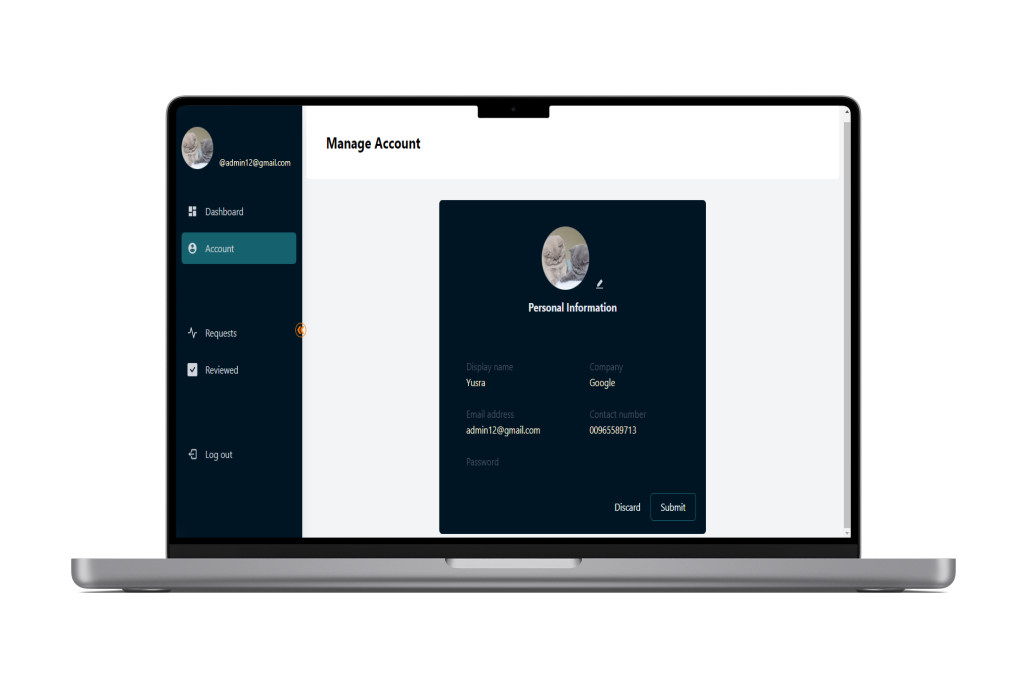 @admin12@gmail.com
Dashboard
Account
Requests
Reviewed
Log out
Manage Account
Personal Information
Display name
Company
Yusra
Google
Email address
Contact number
admin12@gmail.com
00965589713
Password
Discard
Submit